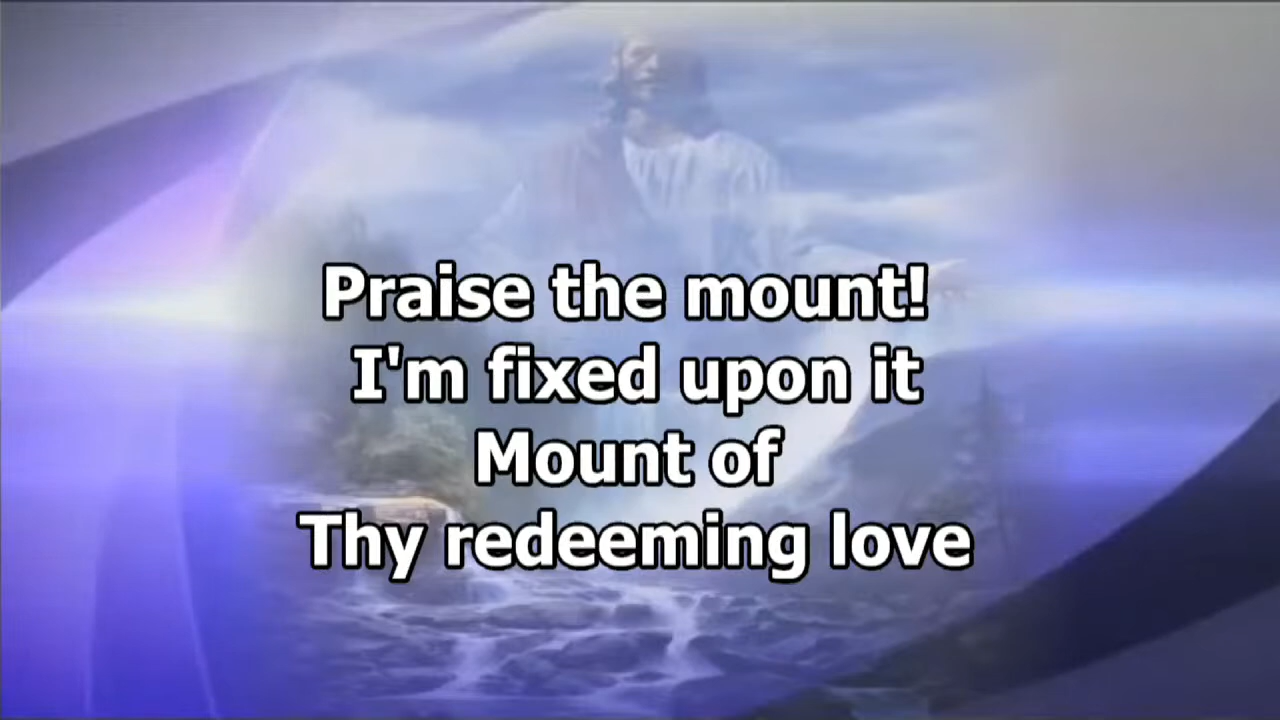 Praise the mount!
I'm fixed upon it
Mount of
Thy redeeming love